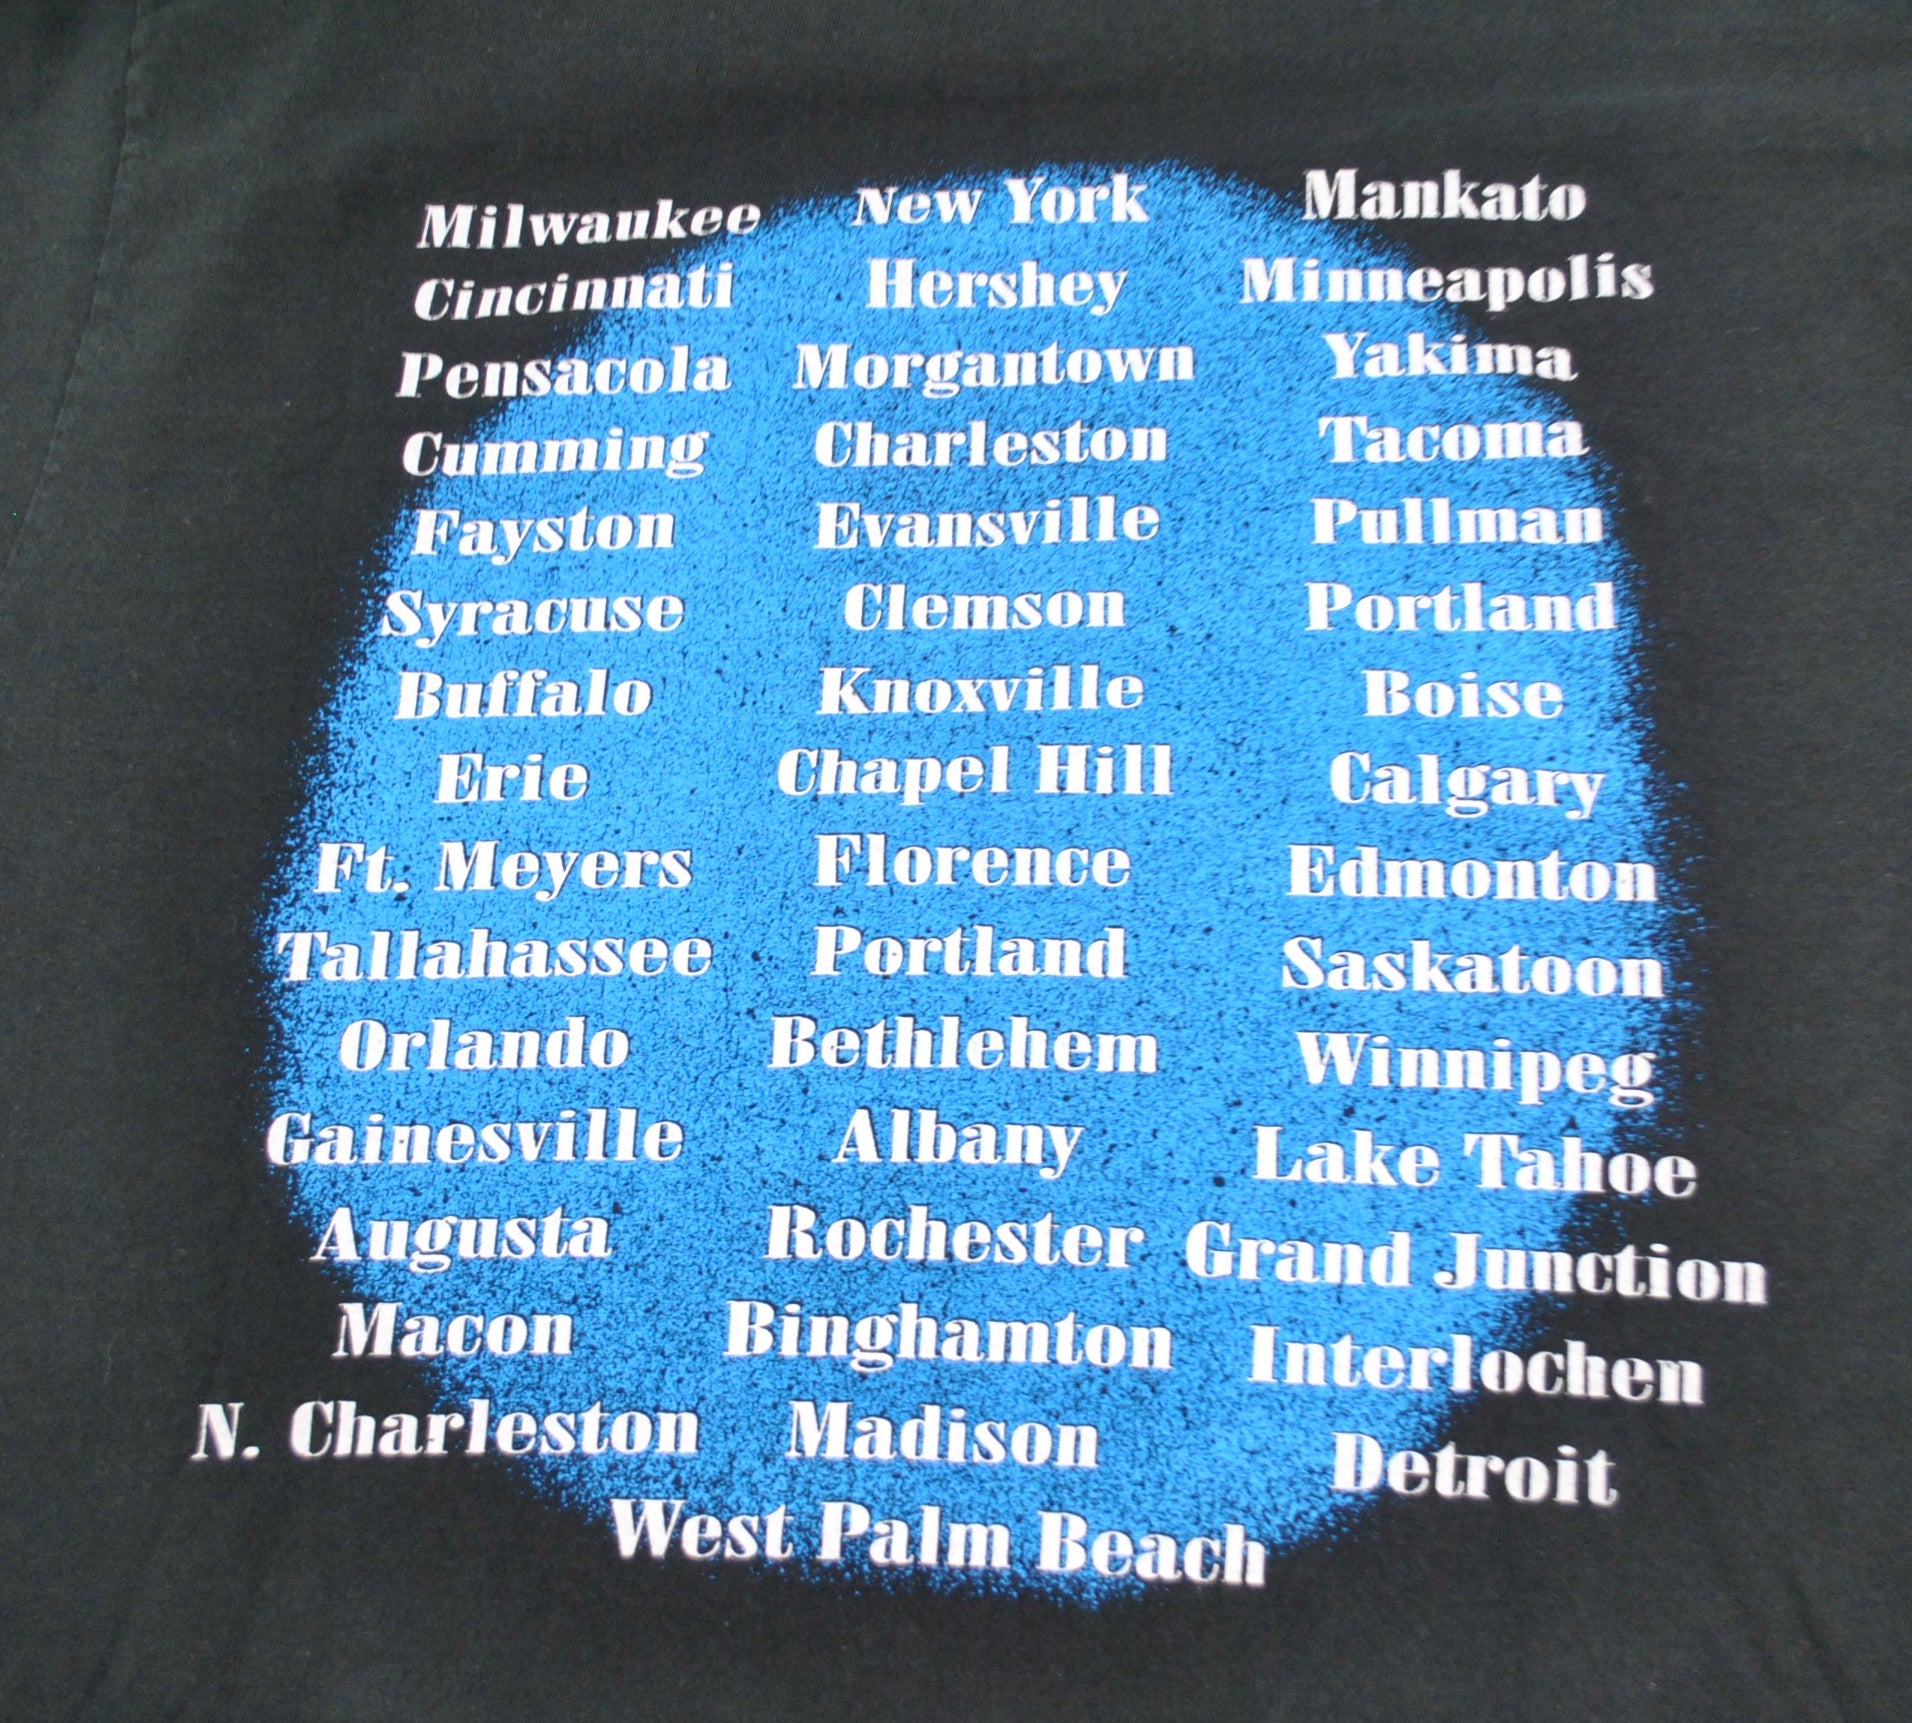 Milwaukee
Cincinnati
Pensacola
Cumming
Fayston
Syracuse
Buffalo
Erie
Ft. Meyers
Tallahassee
Orlando
Gainesville
Augusta
Macon
N. Charleston
New York
Hershey
Morgantown
Charleston
Evansville
Clemson
Knoxville
Chapel Hill
Florence
Portland
Bethlehem
Albany
Rochester
Binghamton
Madison
Mankato
Minneapolis
Yakima
Tacoma
Pullman
Portland
Boise
Calgary
Edmonton
Saskatoon
Winnipeg
Lake Tahoe
Grand Junction
Interlochen
Detroit
West Palm Beach